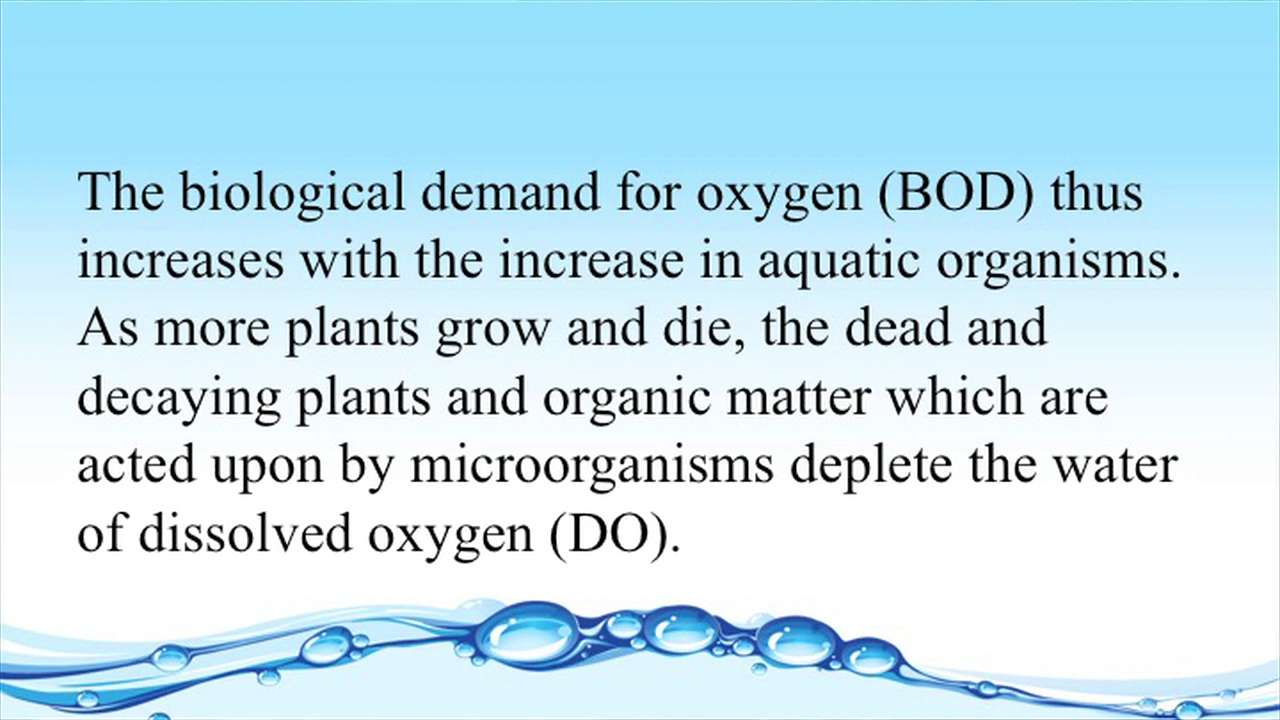 The biological demand for oxygen (BOD) thus
increases with the increase in aquatic organisms.
As more plants grow and die, the dead and
decaying plants and organic matter which are
acted upon by microorganisms deplete the water
of dissolved oxygen (DO).